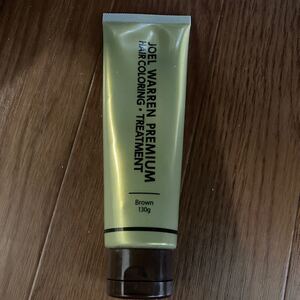 JOEL WARREN PREMIUM
HAIR COLORING • TREATMENT
Brown
130g